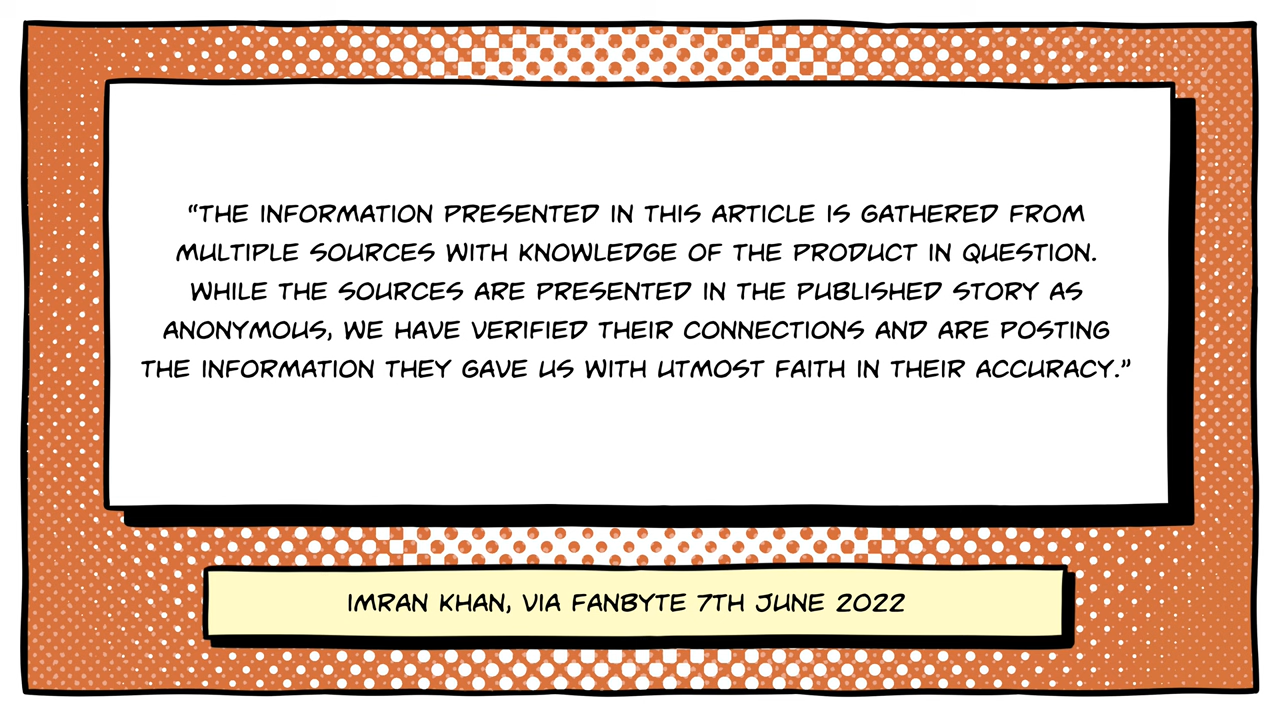 “THE INFORMATION PRESENTED IN THIS ARTICLE IS GATHERED FROM
MULTIPLE SOURCES WITH KNOWLEDGE OF THE PRODUCT IN QUESTION.
WHILE THE SOURCES ARE PRESENTED IN THE PUBLISHED STORY AS
ANONYMOUS, WE HAVE VERIFIED THEIR CONNECTIONS AND ARE POSTING
THE INFORMATION THEY GAVE US WITH UTMOST FAITH IN THEIR ACCURACY.”
IMRAN KHAN, VIA FANBYTE 7TH JUNE 2022